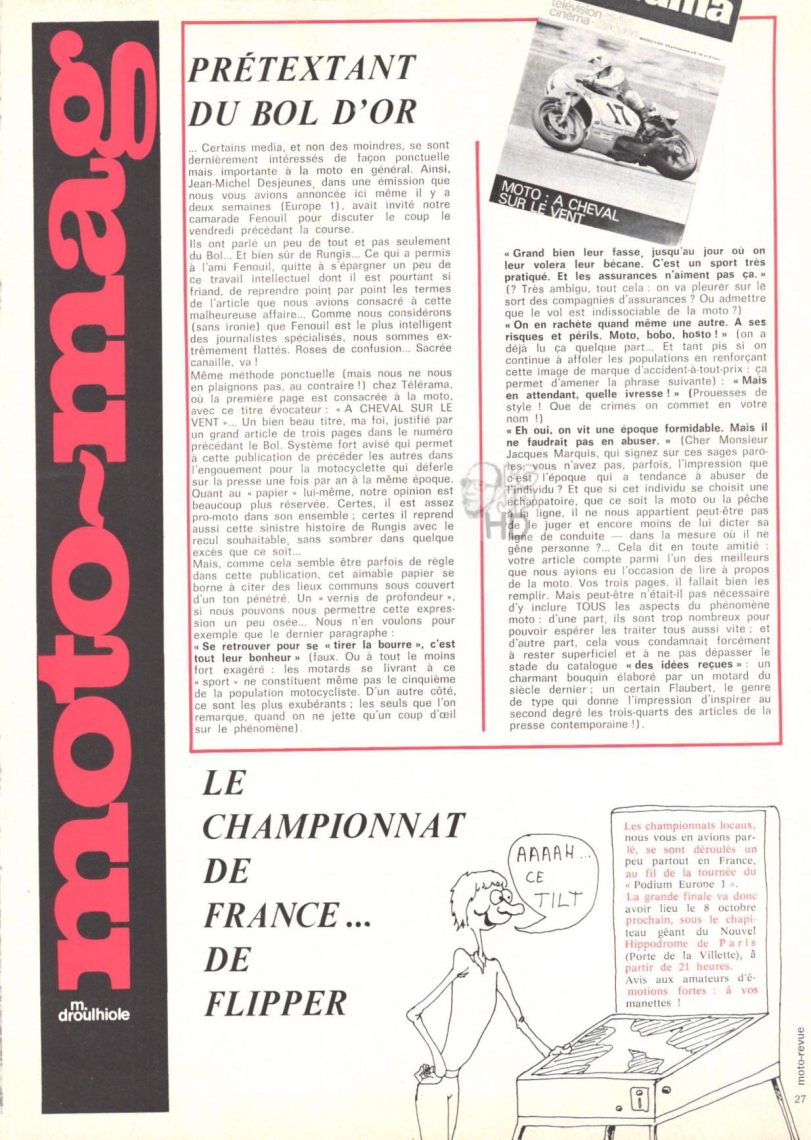 moto~mag
m.
droulhiole
PRÉTEXTANT
DU BOL D'OR
... Certains media, et non des moindres, se sont
dernièrement intéressés de façon ponctuelle
mais importante à la moto en général. Ainsi,
Jean-Michel Desjeunes, dans une émission que
nous vous avions annoncée ici même il y a
deux semaines (Europe 1), avait invité notre
camarade Fenouil pour discuter le coup le
vendredi précédant la course.
Ils ont parlé un peu de tout et pas seulement
du Bol... Et bien sûr de Rungis... Ce qui a permis
à l'ami Fenouil, quitte à s'épargner un peu de
ce travail intellectuel dont il est pourtant si
friand, de reprendre point par point les termes
de l'article que nous avions consacré à cette
malheureuse affaire... Comme nous considérons
(sans ironie) que Fenouil est le plus intelligent
des journalistes spécialisés, nous sommes ex-
trêmement flattés. Roses de confusion... Sacrée
canaille, va !
Même méthode ponctuelle (mais nous ne nous
en plaignons pas, au contraire !) chez Télérama,
où la première page est consacrée à la moto,
avec ce titre évocateur : « A CHEVAL SUR LE
VENT »... Un bien beau titre, ma foi, justifié par
un grand article de trois pages dans le numéro
précédant le Bol. Système fort avisé qui permet
à cette publication de précéder les autres dans
l'engouement pour la motocyclette qui déferle
sur la presse une fois par an à la même époque.
Quant au « papier » lui-même, notre opinion est
beaucoup plus réservée. Certes, il est assez
pro-moto dans son ensemble ; certes il reprend
aussi cette sinistre histoire de Rungis avec le
recul souhaitable, sans sombrer dans quelque
excès que ce soit...
Mais, comme cela semble être parfois de règle
dans cette publication, cet aimable papier se
borne à citer des lieux communs sous couvert
d'un ton pénétré. Un « vernis de profondeur »,
si nous pouvons nous permettre cette expres-
sion un peu osée... Nous n'en voulons pour
exemple que le dernier paragraphe :
« Se retrouver pour se « tirer la bourre », c'est
tout leur bonheur » (faux. Ou à tout le moins
fort exagéré : les motards se livrant à ce
« sport » ne constituent même pas le cinquième
de la population motocycliste. D'un autre côté,
ce sont les plus exubérants ; les seuls que l'on
remarque, quand on ne jette qu'un coup d'œil
sur le phénomène).
télévision
cinéma
17
MOTO : A CHEVAL
SUR LE VENT
« Grand bien leur fasse, jusqu'au jour où on
leur volera leur bécane. C'est un sport très
pratiqué. Et les assurances n'aiment pas ça. »
(? Très ambigu, tout cela : on va pleurer sur le
sort des compagnies d'assurances ? Ou admettre
que le vol est indissociable de la moto ?)
« On en rachète quand même une autre. A ses
risques et périls. Moto, bobo, hosto ! » (on a
déjà lu ça quelque part... Et tant pis si on
continue à affoler les populations en renforçant
cette image de marque d'accident-à-tout-prix : ça
permet d'amener la phrase suivante) : « Mais
en attendant, quelle ivresse ! » (Prouesses de
style ! Que de crimes on commet en votre
nom !)
« Eh oui, on vit une époque formidable. Mais il
ne faudrait pas en abuser. » (Cher Monsieur
Jacques Marquis, qui signez sur ces sages paro-
les, vous n'avez pas, parfois, l'impression que
c'est l'époque qui a tendance à abuser de
l'individu ? Et que si cet individu se choisit une
échappatoire, que ce soit la moto ou la pêche
à la ligne, il ne nous appartient peut-être pas
de le juger et encore moins de lui dicter sa
ligne de conduite — dans la mesure où il ne
gêne personne ?... Cela dit en toute amitié :
votre article compte parmi l'un des meilleurs
que nous ayions eu l'occasion de lire à propos
de la moto. Vos trois pages, il fallait bien les
remplir. Mais peut-être n'était-il pas nécessaire
d'y inclure TOUS les aspects du phénomène
moto : d'une part, ils sont trop nombreux pour
pouvoir espérer les traiter tous aussi vite ; et
d'autre part, cela vous condamnait forcément
à rester superficiel et à ne pas dépasser le
stade du catalogue « des idées reçues » : un
charmant bouquin élaboré par un motard du
siècle dernier ; un certain Flaubert, le genre
de type qui donne l'impression d'inspirer au
second degré les trois-quarts des articles de la
presse contemporaine !).
HD
LE
CHAMPIONNAT
DE
FRANCE...
DE
FLIPPER
AAAAH...
CE
TILT
Les championnats locaux,
nous vous en avions par-
lé, se sont déroulés un
peu partout en France,
au fil de la tournée du
« Podium Europe 1 ».
La grande finale va donc
avoir lieu le 8 octobre
prochain, sous le chapi-
teau géant du Nouvel
Hippodrome de Paris
(Porte de la Villette), à
partir de 21 heures.
Avis aux amateurs d'é-
motions fortes : à vos
manettes !
moto-revue
27